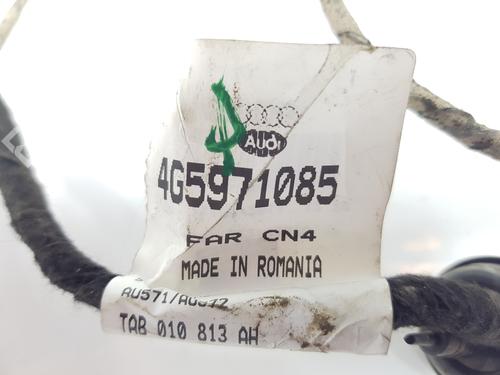 Audi
4G5971085
FAR CN4
MADE IN ROMANIA
TAB 010 813 AH